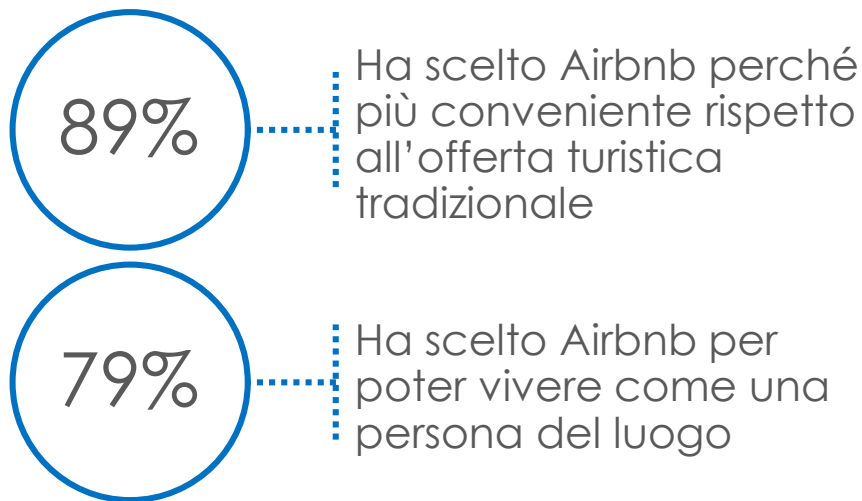 89%
Ha scelto Airbnb perché
più conveniente rispetto
all’offerta turistica
tradizionale
79%
Ha scelto Airbnb per
poter vivere come una
persona del luogo